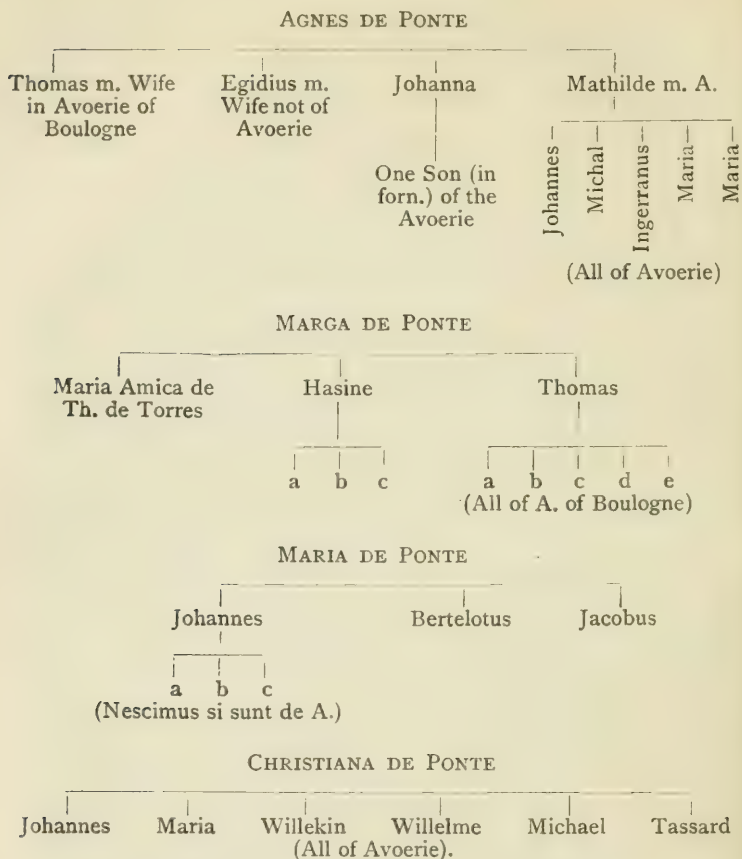 AGNES DE PONTE
Thomas m. Wife in Avoerie of Boulogne
Egidius m. Wife not of Avoerie
Johanna
Mathilde m. A.
One Son (in forn.) of the Avoerie
Johannes
Michal
Ingerranus
Maria
Maria
(All of Avoerie)
MARGA DE PONTE
Maria Amica de Th. de Torres
Hasine
Thomas
a b c
a b c d e
(All of A. of Boulogne)
MARIA DE PONTE
Johannes Bertelotus Jacobus
a b c
(Nescimus si sunt de A.)
CHRISTIANA DE PONTE
Johannes Maria Willekin Willelme Michael Tassard
(All of Avoerie).